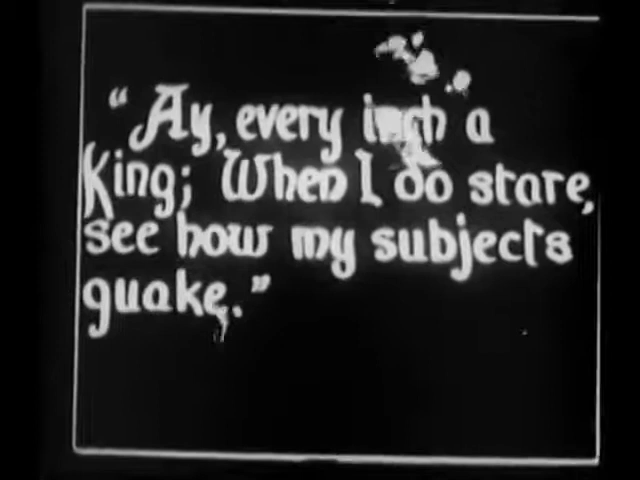 "Ay, every inch a
King; When I do stare,
see how my subjects
quake."